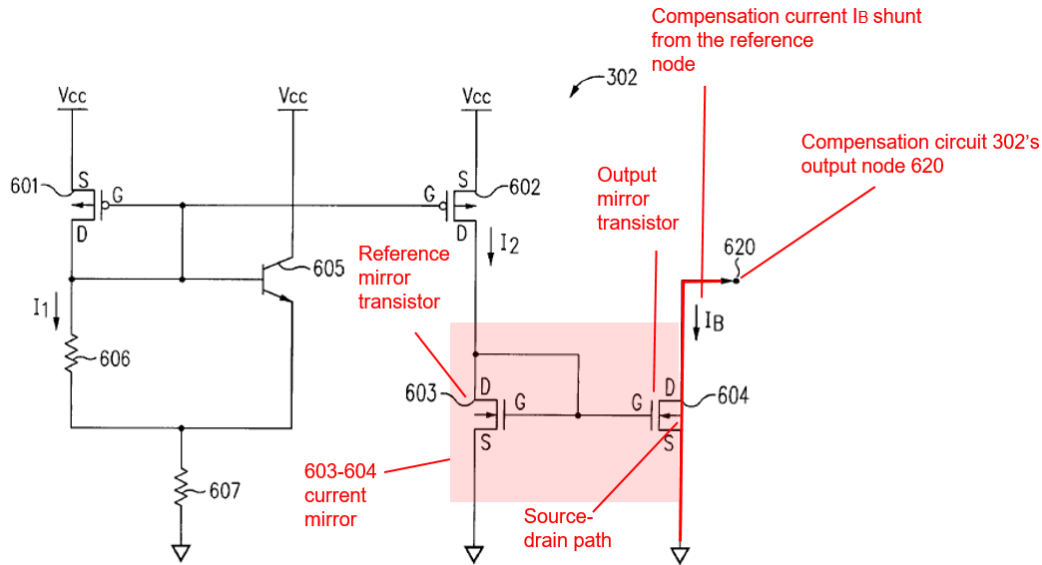 Compensation current IB shunt
from the reference
node
302
Vcc
Vcc
Vcc
Compensation circuit 302's
output node 620
601
S
G
D
G
S
602
D
Output
mirror
transistor
I2
605
Reference
mirror
transistor
620
I1
IB
606
603
D
G
S
G
D
604
S
603-604
current
mirror
607
Source-
drain path